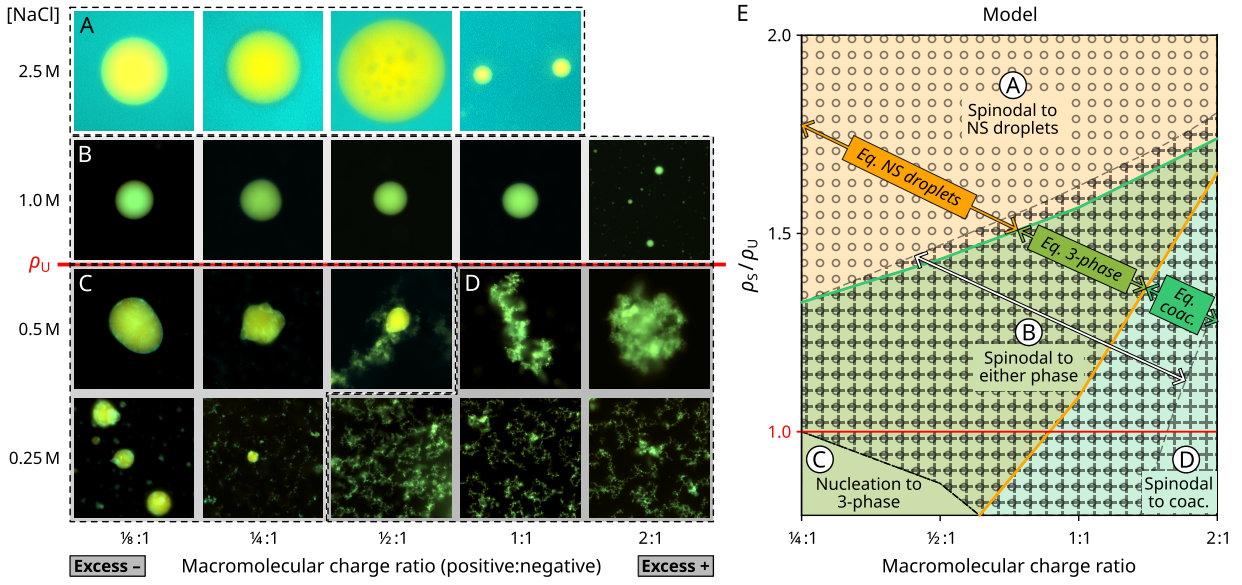 [NaCl]
A
2.5 M
B
1.0 M
ρU
C
D
0.5 M
0.25 M
⅛:1
¼:1
½:1
1:1
2:1
Excess –
Macromolecular charge ratio (positive:negative)
Excess +
E
Model
2.0
1.5
1.0
ρS/ρU
A
Spinodal to
NS droplets
Eq. NS droplets
Eq. 3-phase
Eq.
coac.
B
Spinodal to
either phase
C
Nucleation to
3-phase
D
Spinodal
to coac.
¼:1
½:1
1:1
2:1
Macromolecular charge ratio